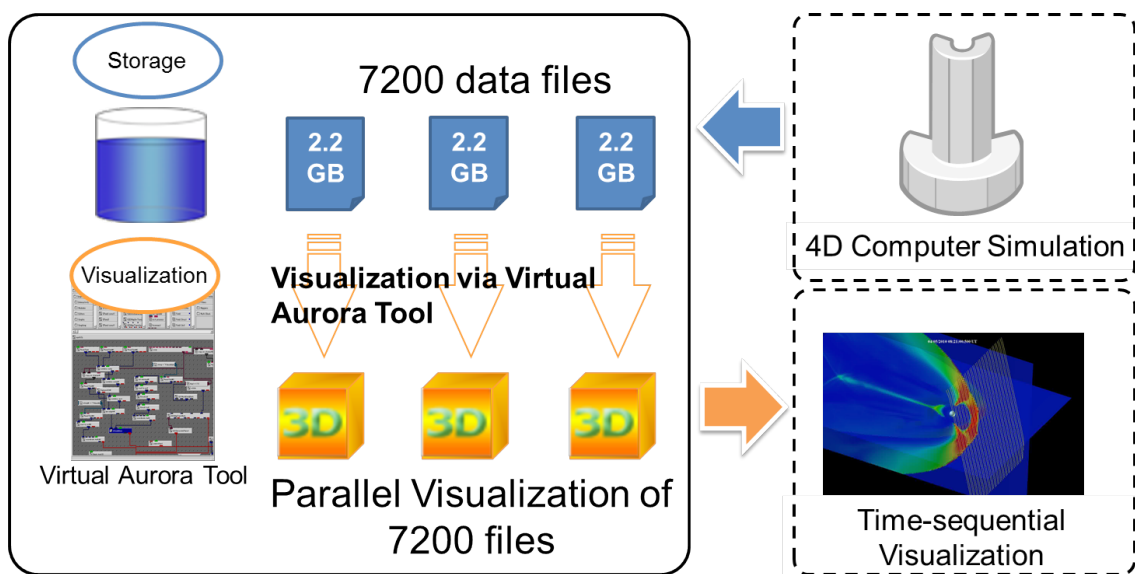 Storage
7200 data files
2.2
GB
2.2
GB
2.2
GB
4D Computer Simulation
Visualization
Visualization via Virtual
Aurora Tool
3D
3D
3D
Virtual Aurora Tool
Parallel Visualization of
7200 files
Time-sequential
Visualization